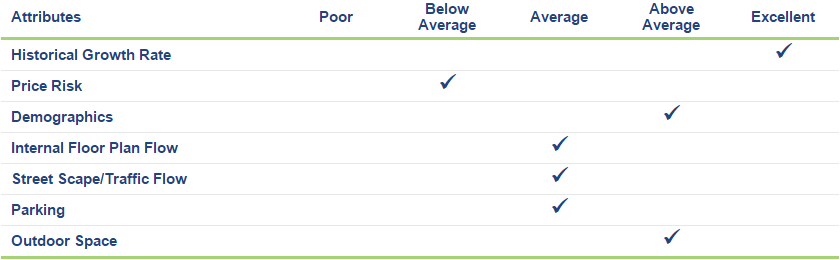 Attributes Poor Below Average Average Above Average Excellent
Historical Growth Rate ✓
Price Risk ✓
Demographics ✓
Internal Floor Plan Flow ✓
Street Scape/Traffic Flow ✓
Parking ✓
Outdoor Space ✓